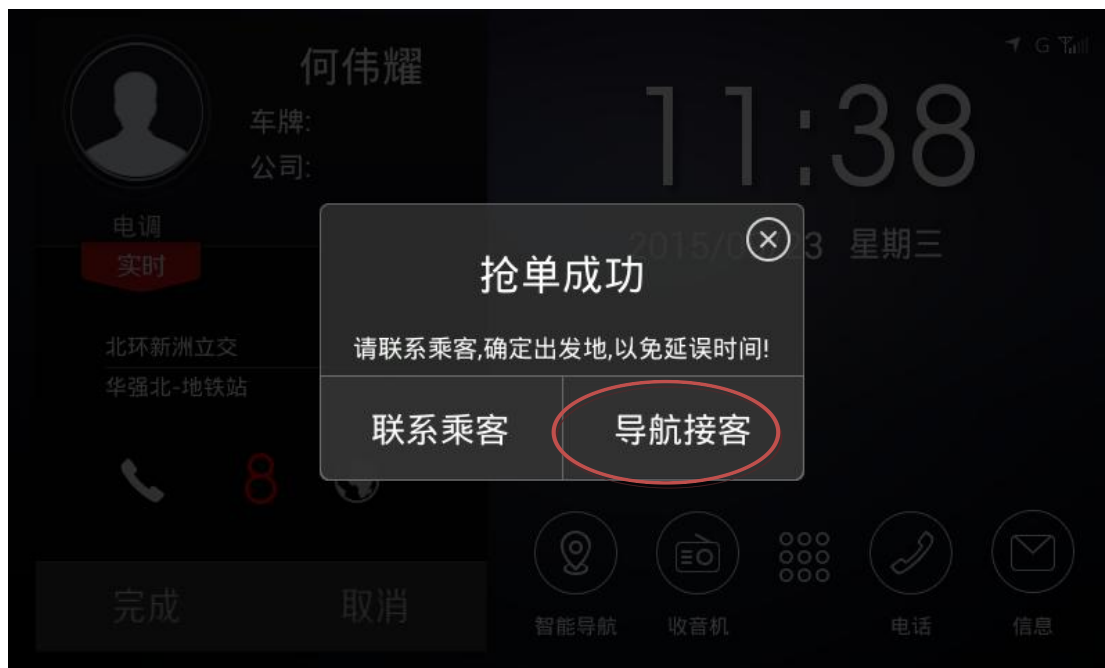 何伟耀
车牌:
公司:
电调
实时
北环新洲立交
华强北-地铁站
8
完成
取消
G
11:38
星期三
抢单成功
请联系乘客,确定出发地,以免延误时间!
联系乘客
导航接客
智能导航
收音机
电话
信息